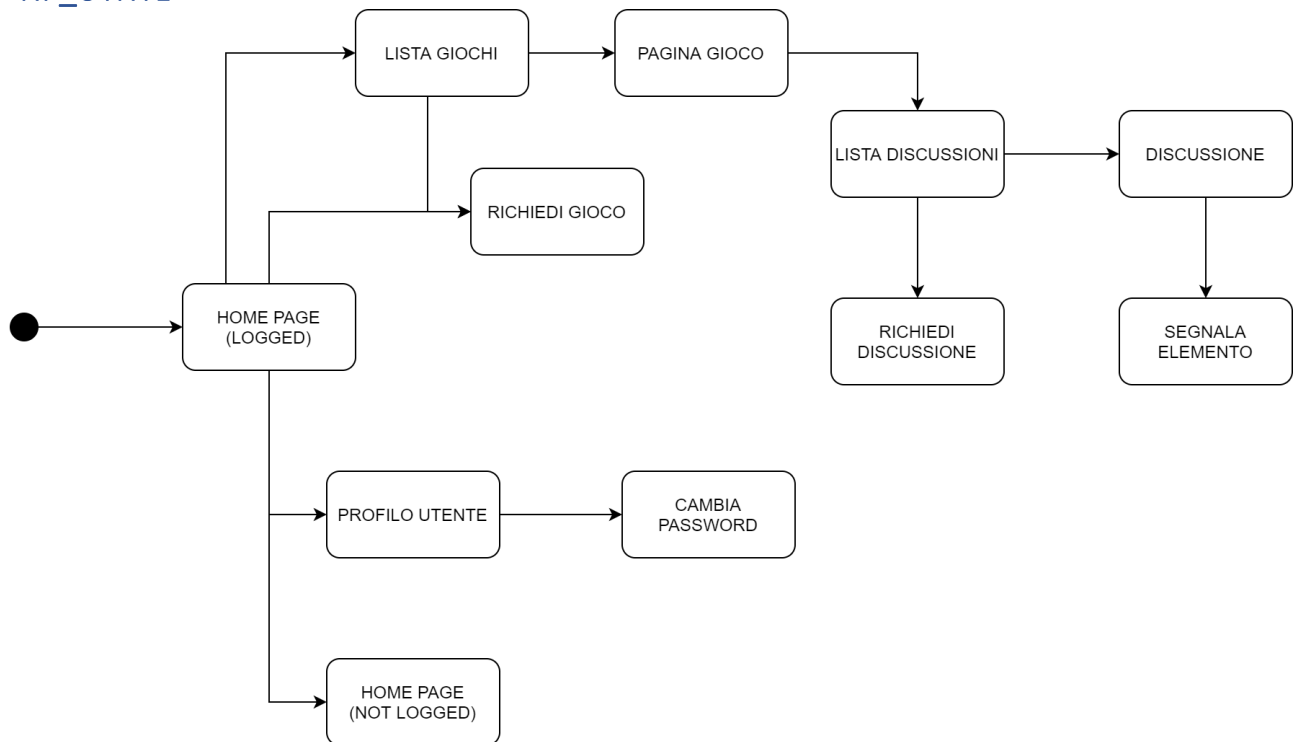 LISTA GIOCHI
PAGINA GIOCO
LISTA DISCUSSIONI
DISCUSSIONE
RICHIEDI GIOCO
HOME PAGE
(LOGGED)
RICHIEDI
DISCUSSIONE
SEGNALA
ELEMENTO
PROFILO UTENTE
CAMBIA
PASSWORD
HOME PAGE
(NOT LOGGED)